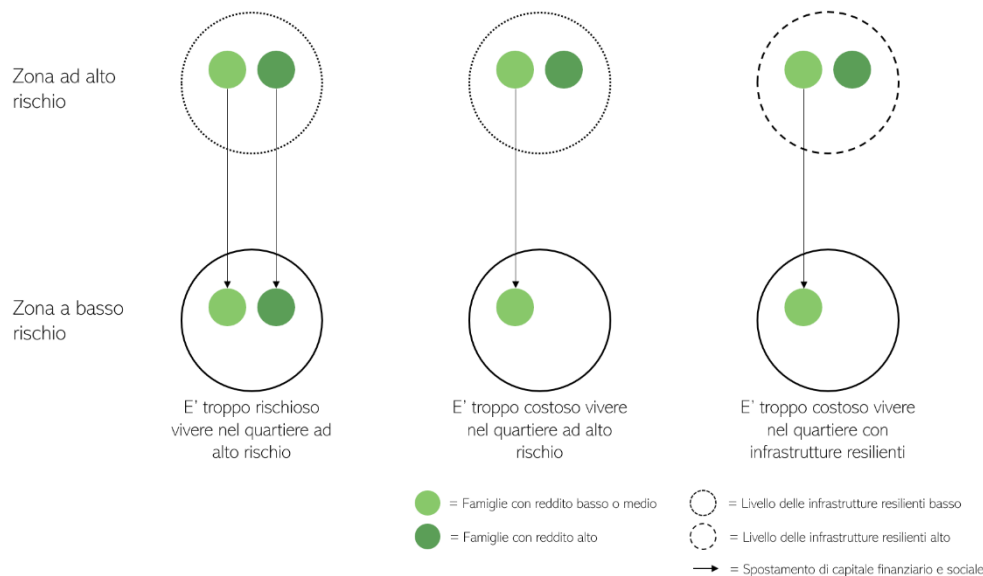 Zona ad alto
rischio
Zona a basso
rischio
E' troppo rischioso
vivere nel quartiere ad
alto rischio
E' troppo costoso vivere
nel quartiere ad alto
rischio
E' troppo costoso vivere
nel quartiere con
infrastrutture resilienti
= Famiglie con reddito basso o medio
= Famiglie con reddito alto
= Livello delle infrastrutture resilienti basso
= Livello delle infrastrutture resilienti alto
= Spostamento di capitale finanziario e sociale